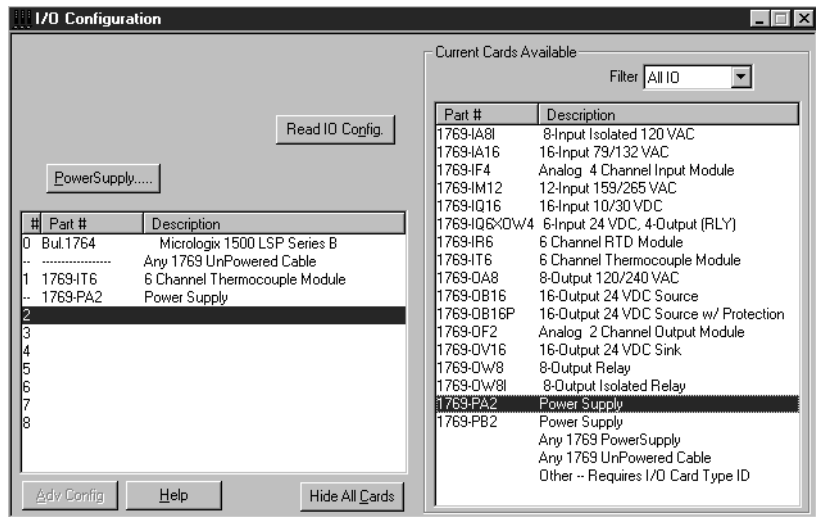 I/O Configuration
Read IO Config.
PowerSupply.....
# Part # Description
0 Bul.1764 Micrologix 1500 LSP Series B
-- ----------------- Any 1769 UnPowered Cable
1 1769-IT6 6 Channel Thermocouple Module
-- 1769-PA2 Power Supply
2
3
4
5
6
7
8
Adv Config Help Hide All Cards
Current Cards Available
Filter All IO
Part # Description
1769-IA8I 8-Input Isolated 120 VAC
1769-IA16 16-Input 79/132 VAC
1769-IF4 Analog 4 Channel Input Module
1769-IM12 12-Input 159/265 VAC
1769-IQ16 16-Input 10/30 VDC
1769-IQ6XOW4 6-Input 24 VDC, 4-Output (RLY)
1769-IR6 6 Channel RTD Module
1769-IT6 6 Channel Thermocouple Module
1769-OA8 8-Output 120/240 VAC
1769-OB16 16-Output 24 VDC Source
1769-OB16P 16-Output 24 VDC Source w/ Protection
1769-OF2 Analog 2 Channel Output Module
1769-OV16 16-Output 24 VDC Sink
1769-OW8 8-Output Relay
1769-OW8I 8-Output Isolated Relay
1769-PA2 Power Supply
1769-PB2 Power Supply
Any 1769 PowerSupply
Any 1769 UnPowered Cable
Other -- Requires I/O Card Type ID